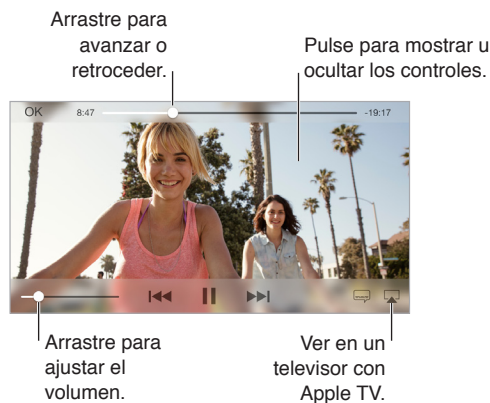 Arrastre para
avanzar o
retroceder.
Pulse para mostrar u
ocultar los controles.
OK
8:47
-19:17
Arrastre para
ajustar el
volumen.
Ver en un
televisor con
Apple TV.